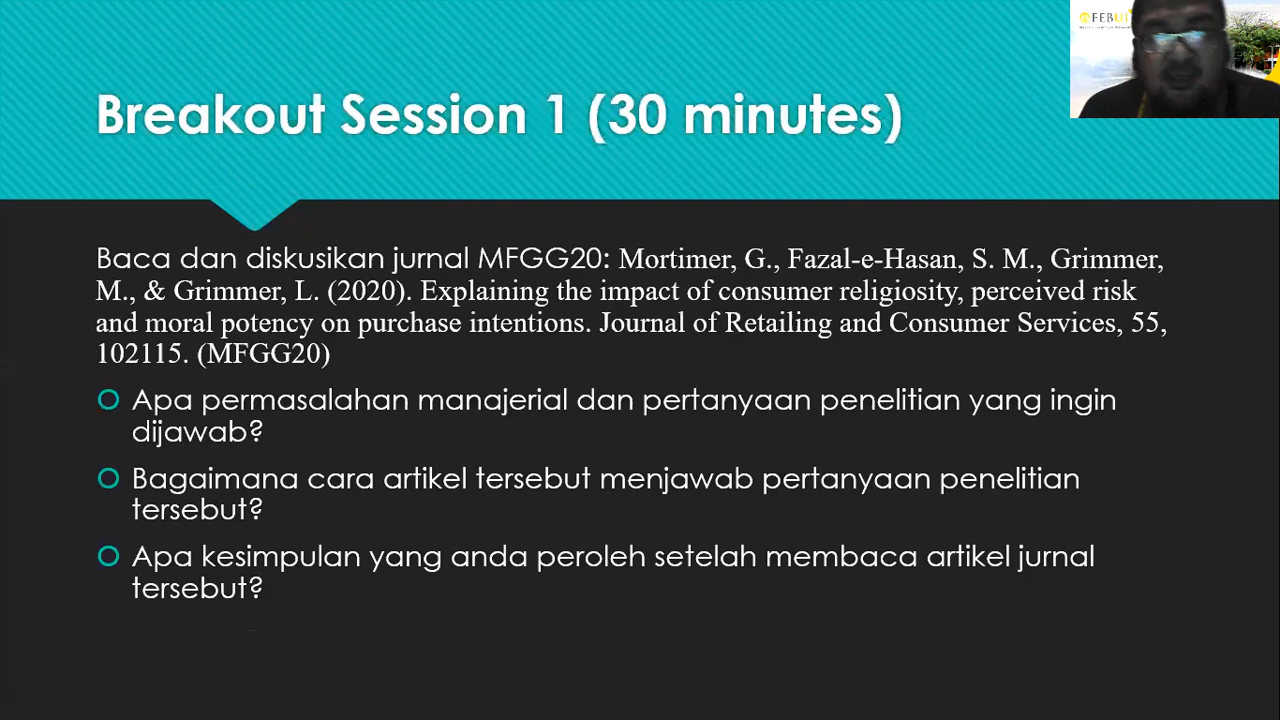 FEBUI
Breakout Session 1 (30 minutes)
Baca dan diskusikan jurnal MFGG20: Mortimer, G., Fazal-e-Hasan, S. M., Grimmer,
M., & Grimmer, L. (2020). Explaining the impact of consumer religiosity, perceived risk
and moral potency on purchase intentions. Journal of Retailing and Consumer Services, 55,
102115. (MFGG20)
Apa permasalahan manajerial dan pertanyaan penelitian yang ingin
dijawab?
Bagaimana cara artikel tersebut menjawab pertanyaan penelitian
tersebut?
Apa kesimpulan yang anda peroleh setelah membaca artikel jurnal
tersebut?